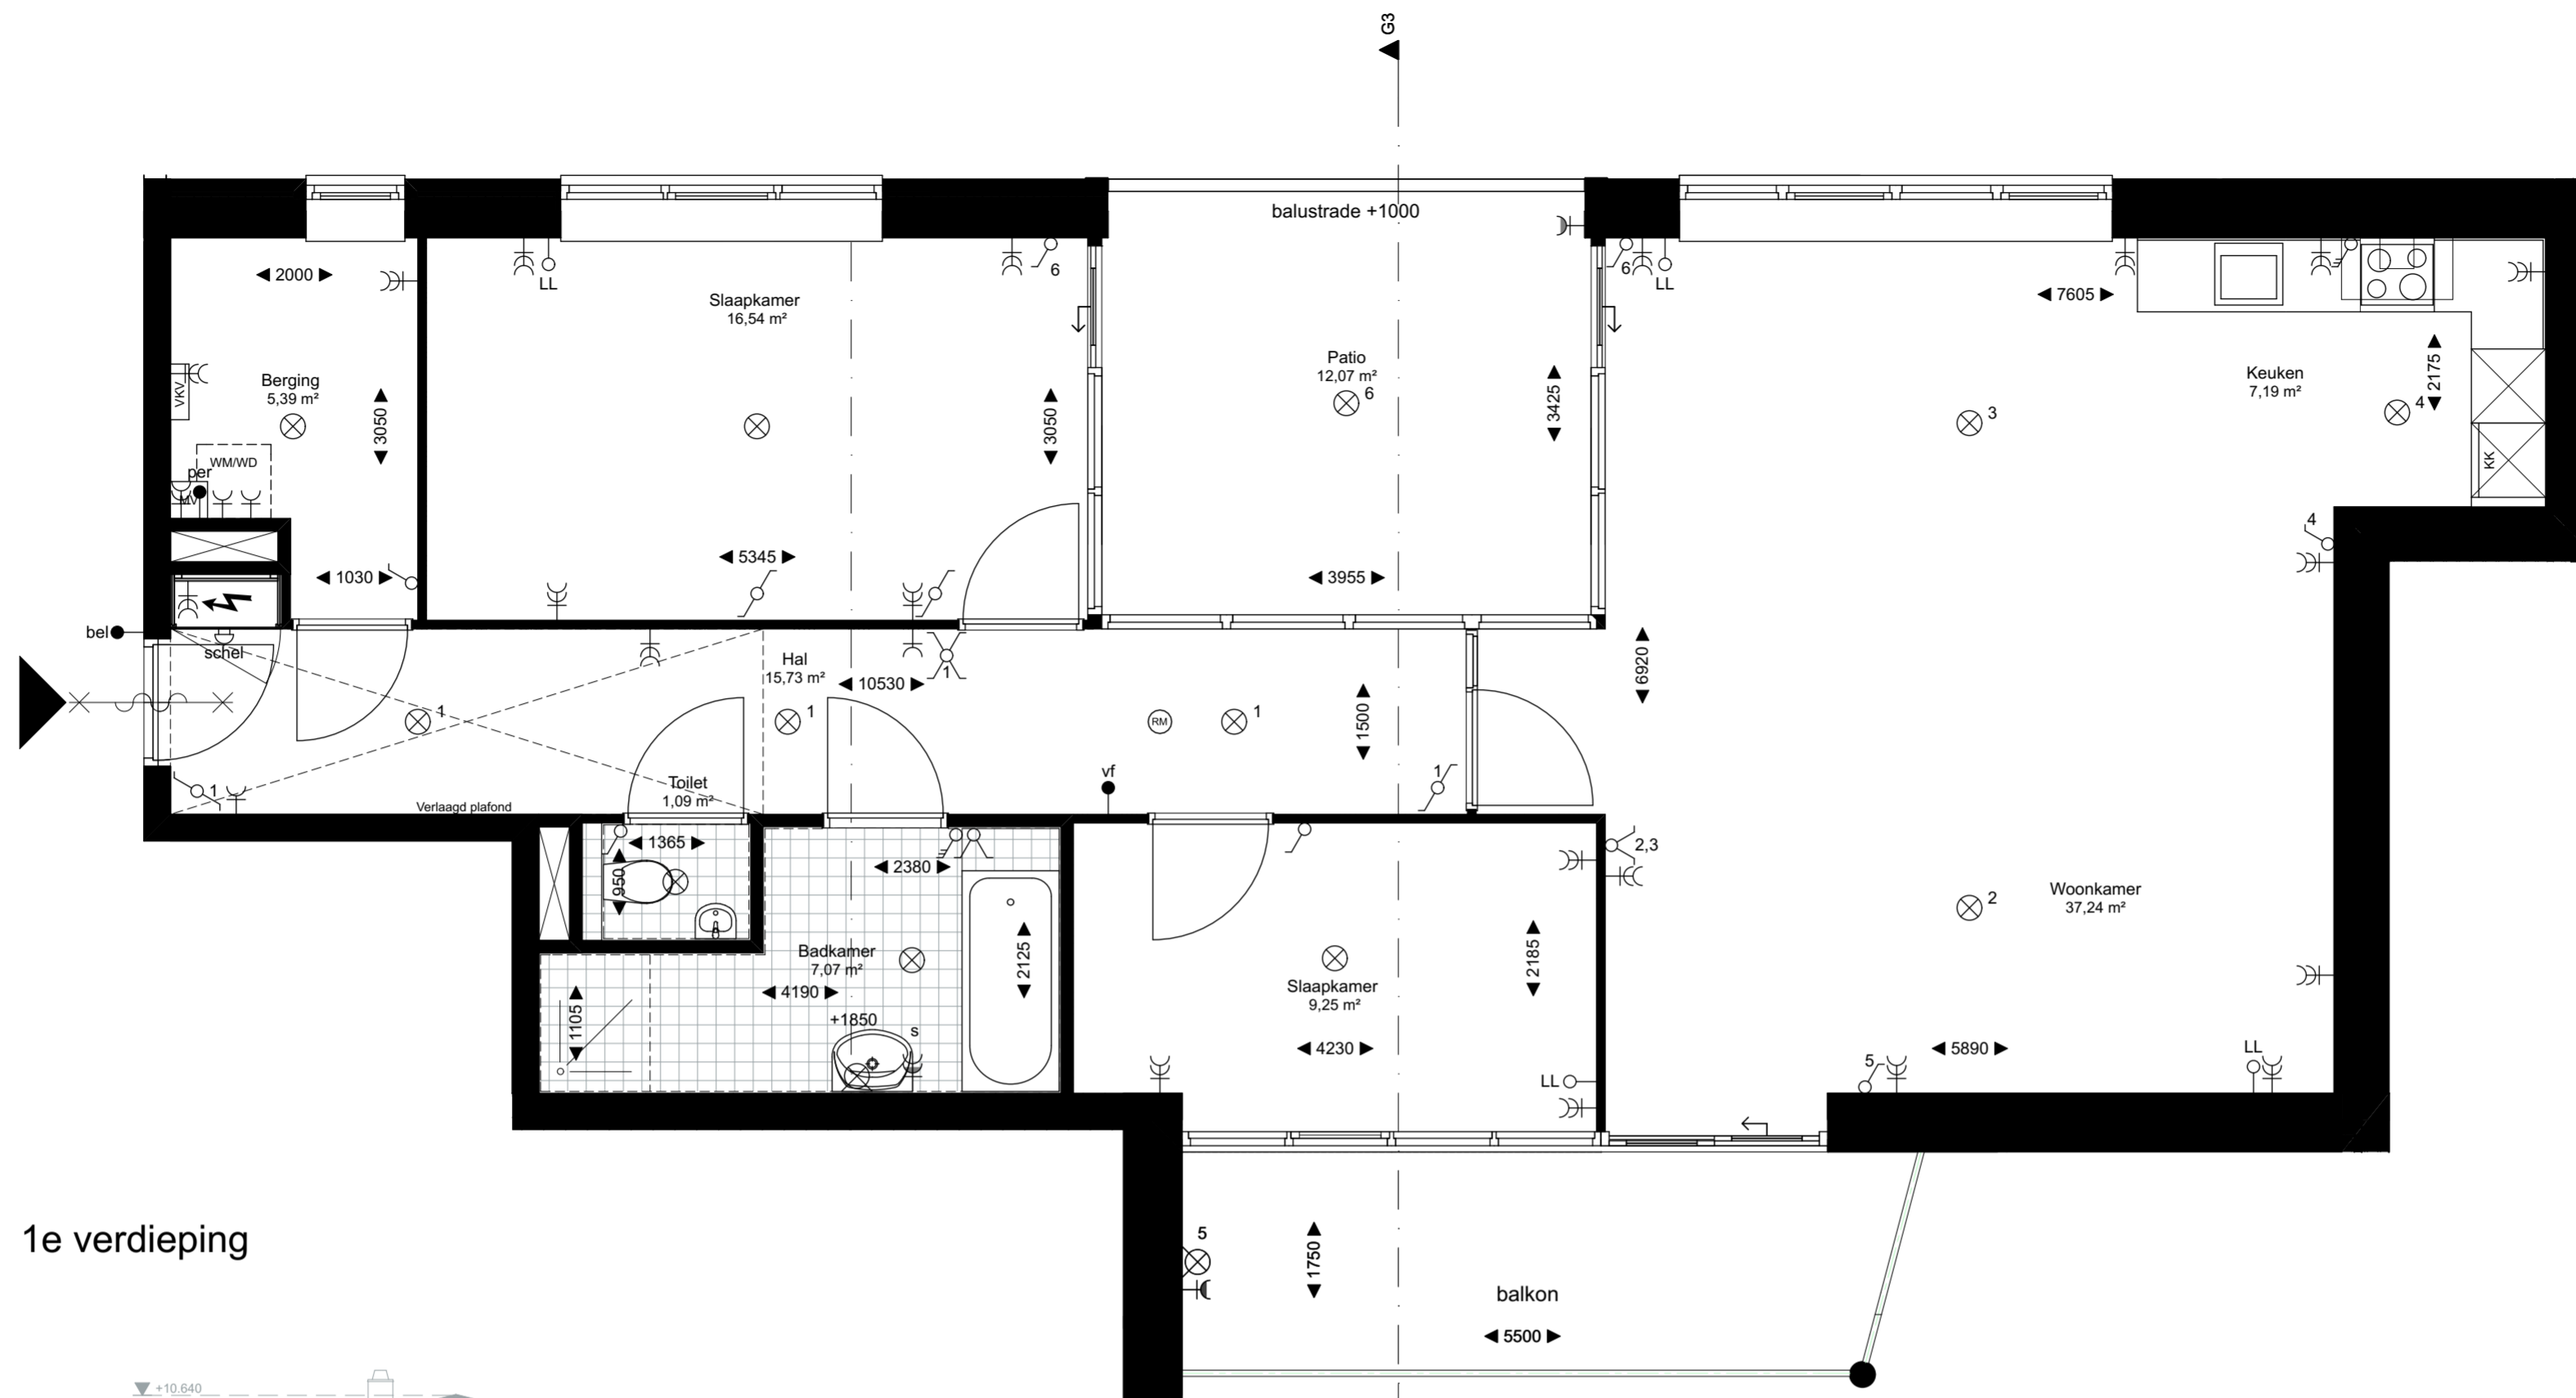 G3
balustrade +1000
2000
6
6
LL
LL
Slaapkamer
16,54 m²
7605
Patio
12,07 m²
6
Keuken
7,19 m²
2175
4
3
Berging
5,39 m²
VKV
3050
3050
3425
KK
WM/WD
per
MV
4
5345
1030
3955
bel
schel
Hal
15,73 m²
10530
1
6920
1
1
RM
1
1500
vf
1
1
Toilet
1,09 m²
Verlaagd plafond
1365
950
2380
2,3
2
Woonkamer
37,24 m²
Badkamer
7,07 m²
2125
2185
Slaapkamer
9,25 m²
4190
1105
+1850
s
4230
LL
5
5890
LL
1e verdieping
5
1750
balkon
5500
+10.640